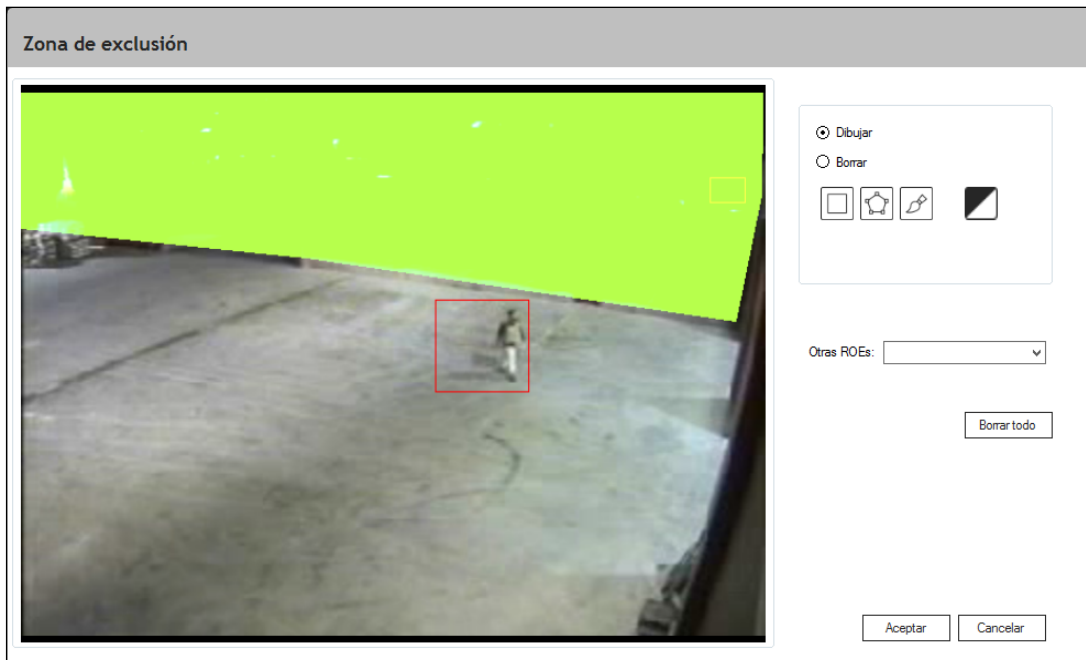 Zona de exclusión
Dibujar
Borrar
Otras ROEs:
Borrar todo
Aceptar
Cancelar